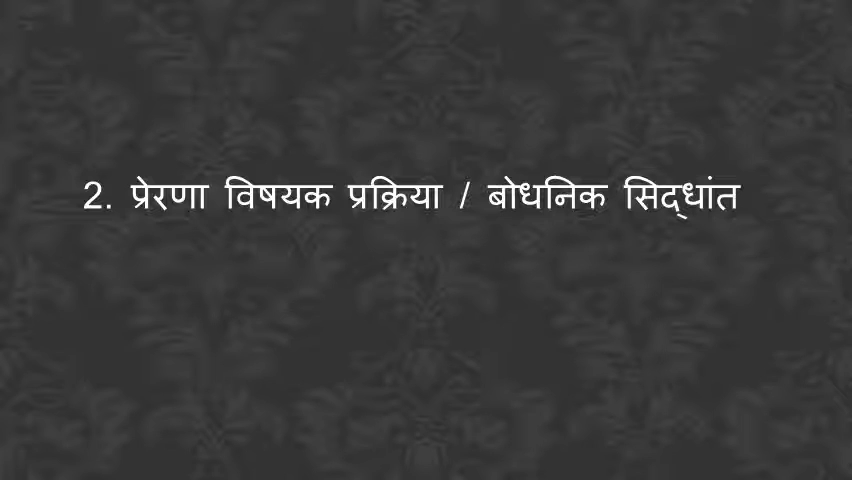 2. प्रेरणा विषयक प्रक्रिया / बोधनिक सिद्‌धांत